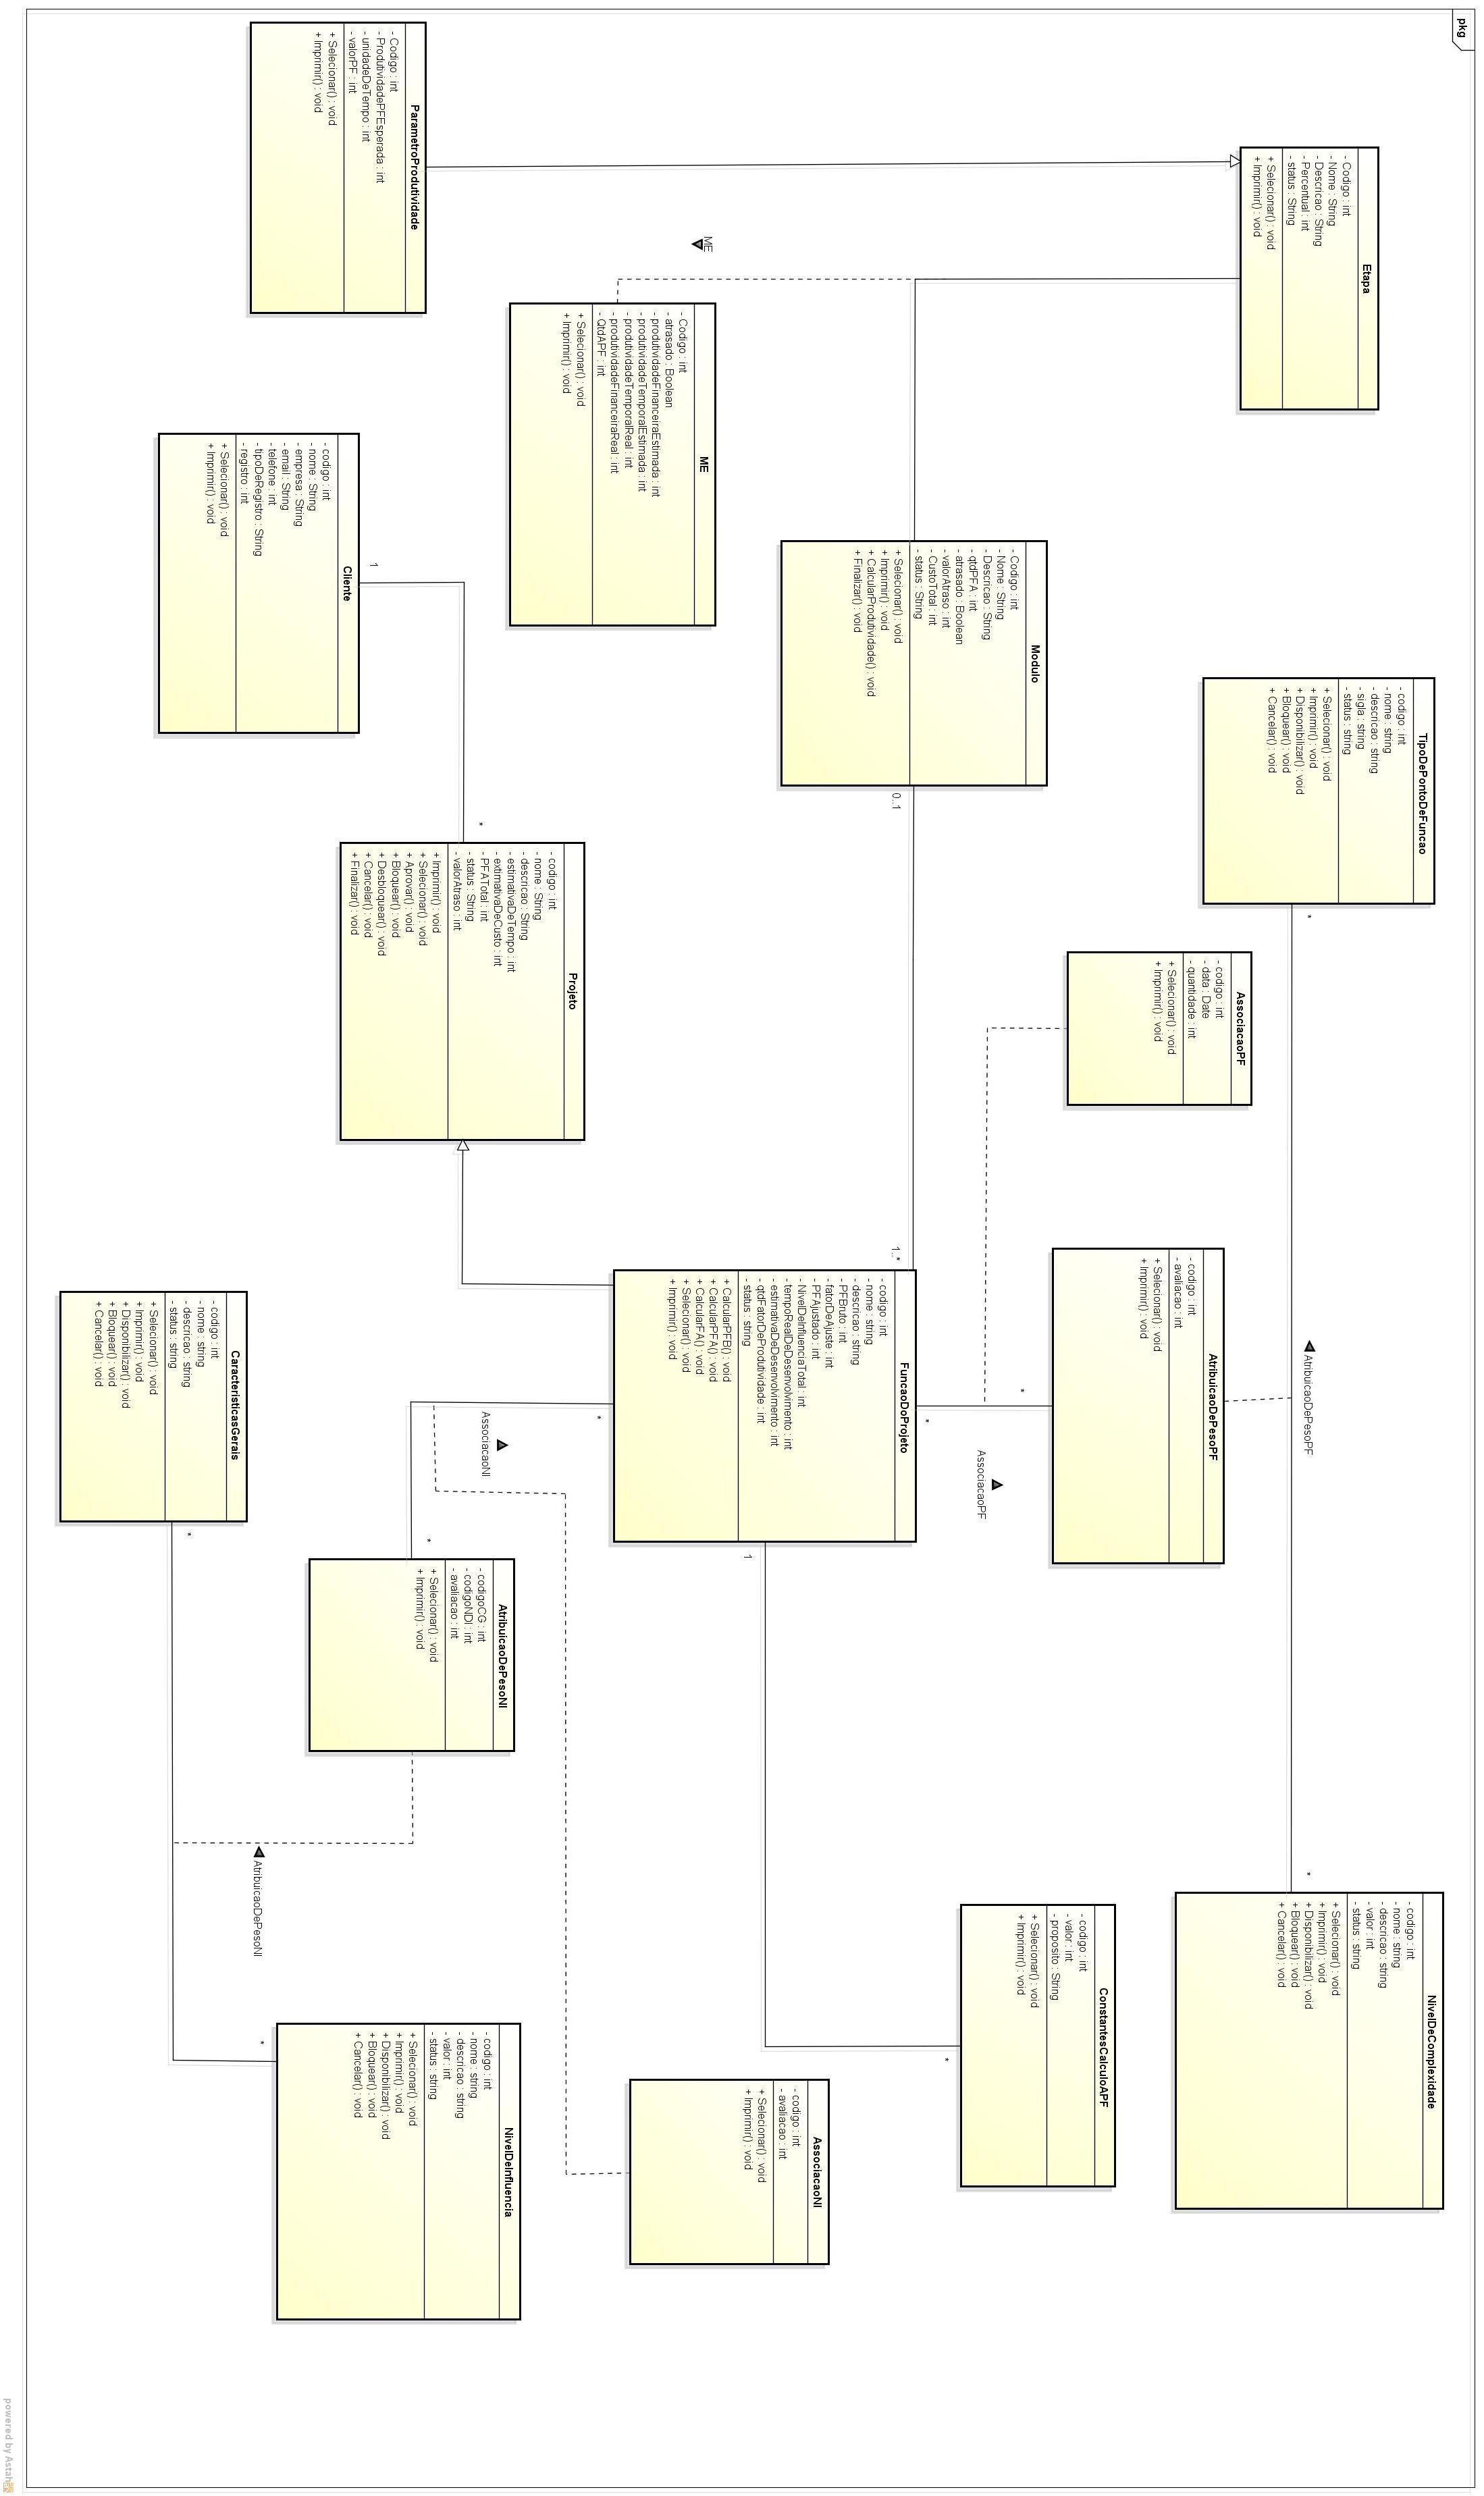 pkg
Etapa
- Codigo : int
- Nome : String
- Descricao : String
- Percentual : int
- status : String
+ Selecionar() : void
+ Imprimir() : void
TipoDePontoDeFuncao
- codigo : int
- nome : string
- descricao : string
- sigla : string
- status : string
+ Selecionar() : void
+ Imprimir() : void
+ Disponibilizar() : void
+ Bloquear() : void
+ Cancelar() : void
*
AtribuicaoDePesoPF
*
NivelDeComplexidade
- codigo : int
- nome : string
- descricao : string
- valor : int
- status : string
+ Selecionar() : void
+ Imprimir() : void
+ Disponibilizar() : void
+ Bloquear() : void
+ Cancelar() : void
AssociacaoPF
- codigo : int
- data : Date
- quantidade : int
+ Selecionar() : void
+ Imprimir() : void
AtribuicaoDePesoPF
- codigo : int
- avaliacao : int
+ Selecionar() : void
+ Imprimir() : void
*
AssociacaoPF
*
ConstantesCalculoAPF
- codigo : int
- valor : int
- proposito : String
+ Selecionar() : void
+ Imprimir() : void
*
Modulo
- Codigo : int
- Nome : String
- Descricao : String
- qtdPFA : int
- atrasado : Boolean
- valorAtraso : int
- CustoTotal : int
- status : String
+ Selecionar() : void
+ Imprimir() : void
+ CalcularProdutividade() : void
+ Finalizar() : void
0..1
1..*
FuncaoDoProjeto
- codigo : int
- nome : string
- descricao : string
- PFBruto : int
- fatorDeAjuste : int
- PFAjustado : int
- NivelDeInfluenciaTotal : int
- tempoRealDeDesenvolvimento : int
- estimativaDeDesenvolvimento : int
- qtdFatorDeProdutividade : int
- status : string
+ CalcularPFB() : void
+ CalcularPFA() : void
+ CalcularFA() : void
+ Selecionar() : void
+ Imprimir() : void
1
*
ME
ME
- Codigo : int
- atrasado : Boolean
- produtividadeFinanceiraEstimada : int
- produtividadeTemporalEstimada : int
- produtividadeTemporalReal : int
- produtividadeFinanceiraReal : int
- QtdAPF : int
+ Selecionar() : void
+ Imprimir() : void
AssociacaoNI
- codigo : int
- avaliacao : int
+ Selecionar() : void
+ Imprimir() : void
Projeto
- codigo : int
- nome : String
- descricao : String
- estimativaDeTempo : int
- extimativaDeCusto : int
- PFATotal : int
- status : String
- valorAtraso : int
+ Imprimir() : void
+ Selecionar() : void
+ Aprovar() : void
+ Bloquear() : void
+ Desbloquear() : void
+ Cancelar() : void
+ Finalizar() : void
*
AssociacaoNI
*
AtribuicaoDePesoNI
- codigoCG : int
- codigoNDI : int
- avaliacao : int
+ Selecionar() : void
+ Imprimir() : void
NivelDeInfluencia
- codigo : int
- nome : string
- descricao : string
- valor : int
- status : string
+ Selecionar() : void
+ Imprimir() : void
+ Disponibilizar() : void
+ Bloquear() : void
+ Cancelar() : void
*
ParametroProdutividade
- Codigo : int
- ProdutividadePFEsperada : int
- unidadeDeTempo : int
- valorPF : int
+ Selecionar() : void
+ Imprimir() : void
1
Cliente
- codigo : int
- nome : String
- empresa : String
- email : String
- telefone : int
- tipoDeRegistro : String
- registro : int
+ Selecionar() : void
+ Imprimir() : void
CaracteristicasGerais
- codigo : int
- nome : string
- descricao : string
- status : string
+ Selecionar() : void
+ Imprimir() : void
+ Disponibilizar() : void
+ Bloquear() : void
+ Cancelar() : void
*
AtribuicaoDePesoNI
powered by Astah